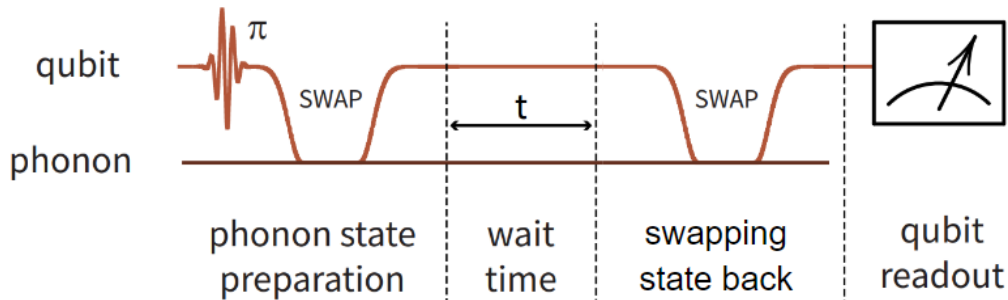 π
qubit
SWAP
SWAP
t
phonon
phonon state
preparation
wait
time
swapping
state back
qubit
readout